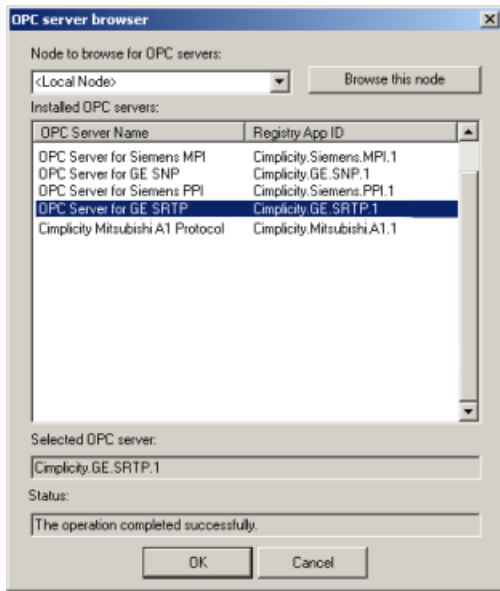 OPC server browser
Node to browse for OPC servers:
<Local Node>
Browse this node
Installed OPC servers:
OPC Server Name Registry App ID
OPC Server for Siemens MPI Cimplicity.Siemens.MPI.1
OPC Server for GE SNP Cimplicity.GE.SNP.1
OPC Server for Siemens PPI Cimplicity.Siemens.PPI.1
OPC Server for GE SRTP Cimplicity.GE.SRTP.1
Cimplicity Mitsubishi A1 Protocol Cimplicity.Mitsubishi.A1.1
Selected OPC server:
Cimplicity.GE.SRTP.1
Status:
The operation completed successfully.
OK Cancel